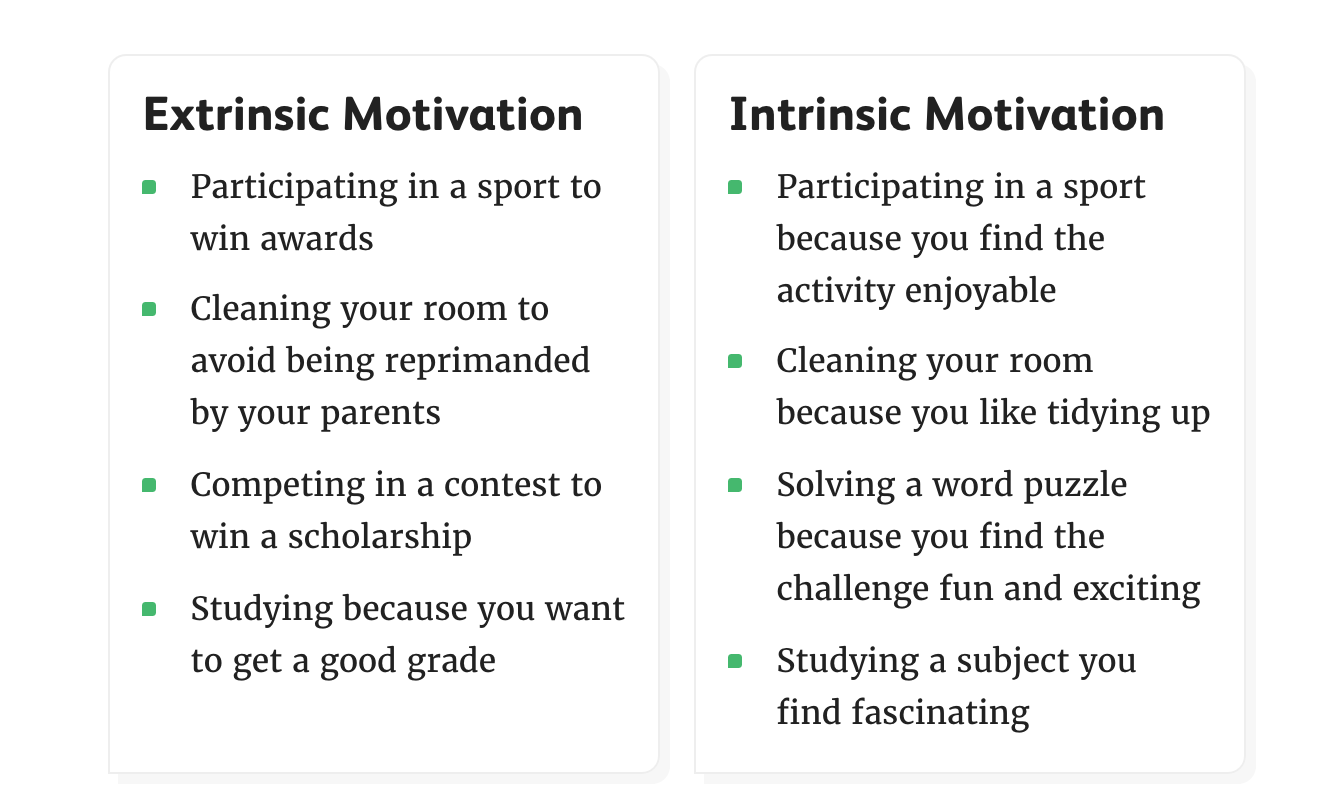 Extrinsic Motivation
Participating in a sport to
win awards
Cleaning your room to
avoid being reprimanded
by your parents
Competing in a contest to
win a scholarship
Studying because you want
to get a good grade
Intrinsic Motivation
Participating in a sport
because you find the
activity enjoyable
Cleaning your room
because you like tidying up
Solving a word puzzle
because you find the
challenge fun and exciting
Studying a subject you
find fascinating